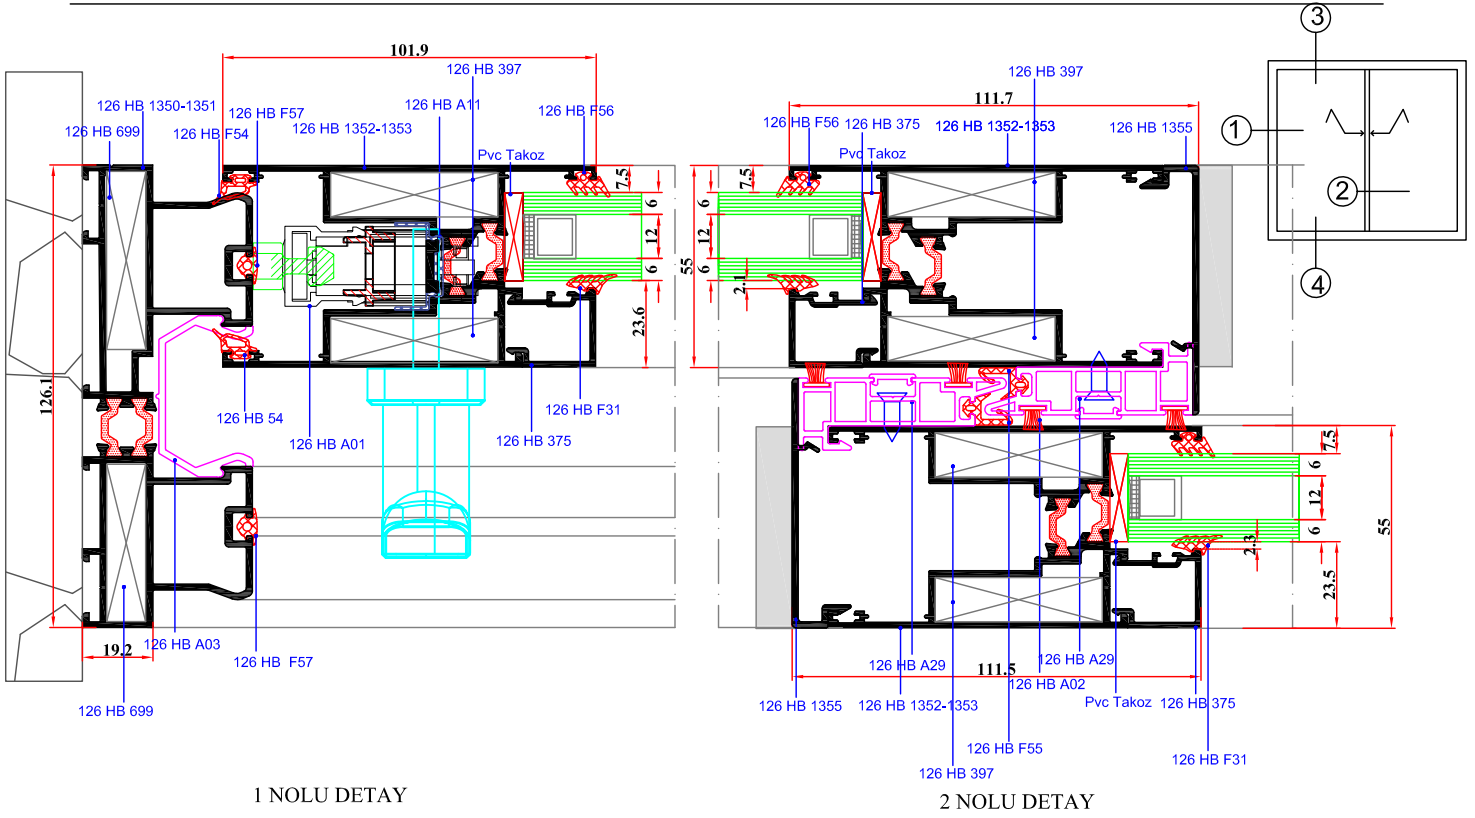 3
101.9
126 HB 397
126 HB 397
126 HB 1350-1351
126 HB F57
126 HB A11
126 HB F56
111.7
126 HB 699
126 HB F54
126 HB 1352-1353
126 HB F56
126 HB 375
126 HB 1352-1353
126 HB 1355
1
Pvc Takoz
Pvc Takoz
7.5
7.5
6
6
2
12
12
55
6
6
2.1
4
23.6
126.1
126 HB 54
126 HB A01
126 HB F31
126 HB 375
7.5
6
12
6
2.3
55
23.5
126 HB A03
19.2
126 HB F57
126 HB A29
111.5
126 HB A29
126 HB A02
126 HB 699
126 HB 1355
126 HB 1352-1353
Pvc Takoz
126 HB 375
126 HB F55
126 HB F31
126 HB 397
1 NOLU DETAY
2 NOLU DETAY